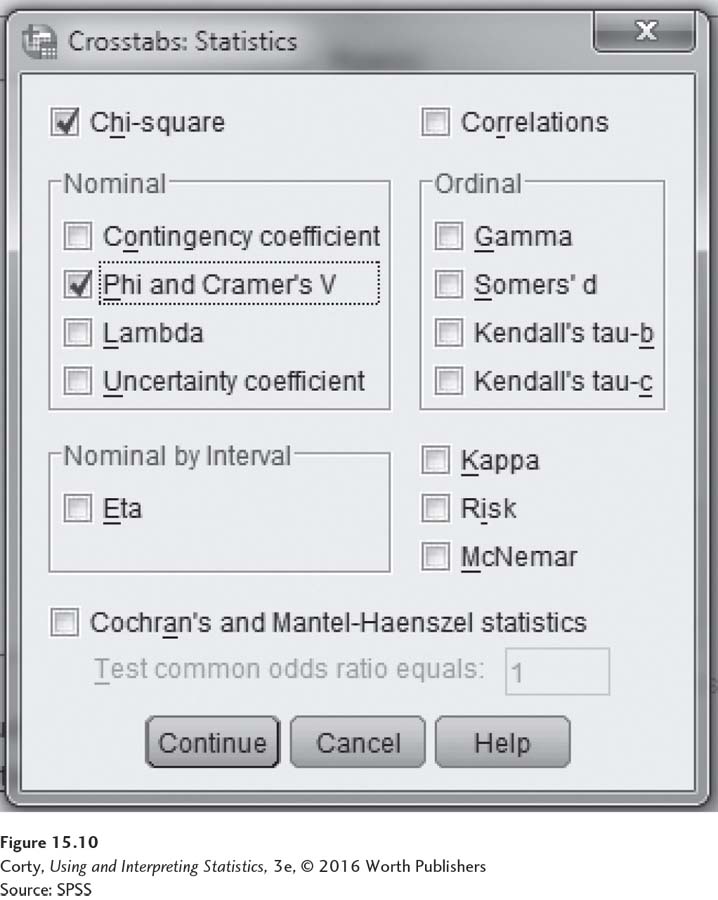 Crosstabs: Statistics
Chi-square
Correlations
Nominal
Contingency coefficient
Phi and Cramer's V
Lambda
Uncertainty coefficient
Ordinal
Gamma
Somers' d
Kendall's tau-b
Kendall's tau-c
Nominal by Interval
Eta
Kappa
Risk
McNemar
Cochran's and Mantel-Haenszel statistics
Test common odds ratio equals: 1
Continue Cancel Help
Figure 15.10
Corty, Using and Interpreting Statistics, 3e, © 2016 Worth Publishers
Source: SPSS